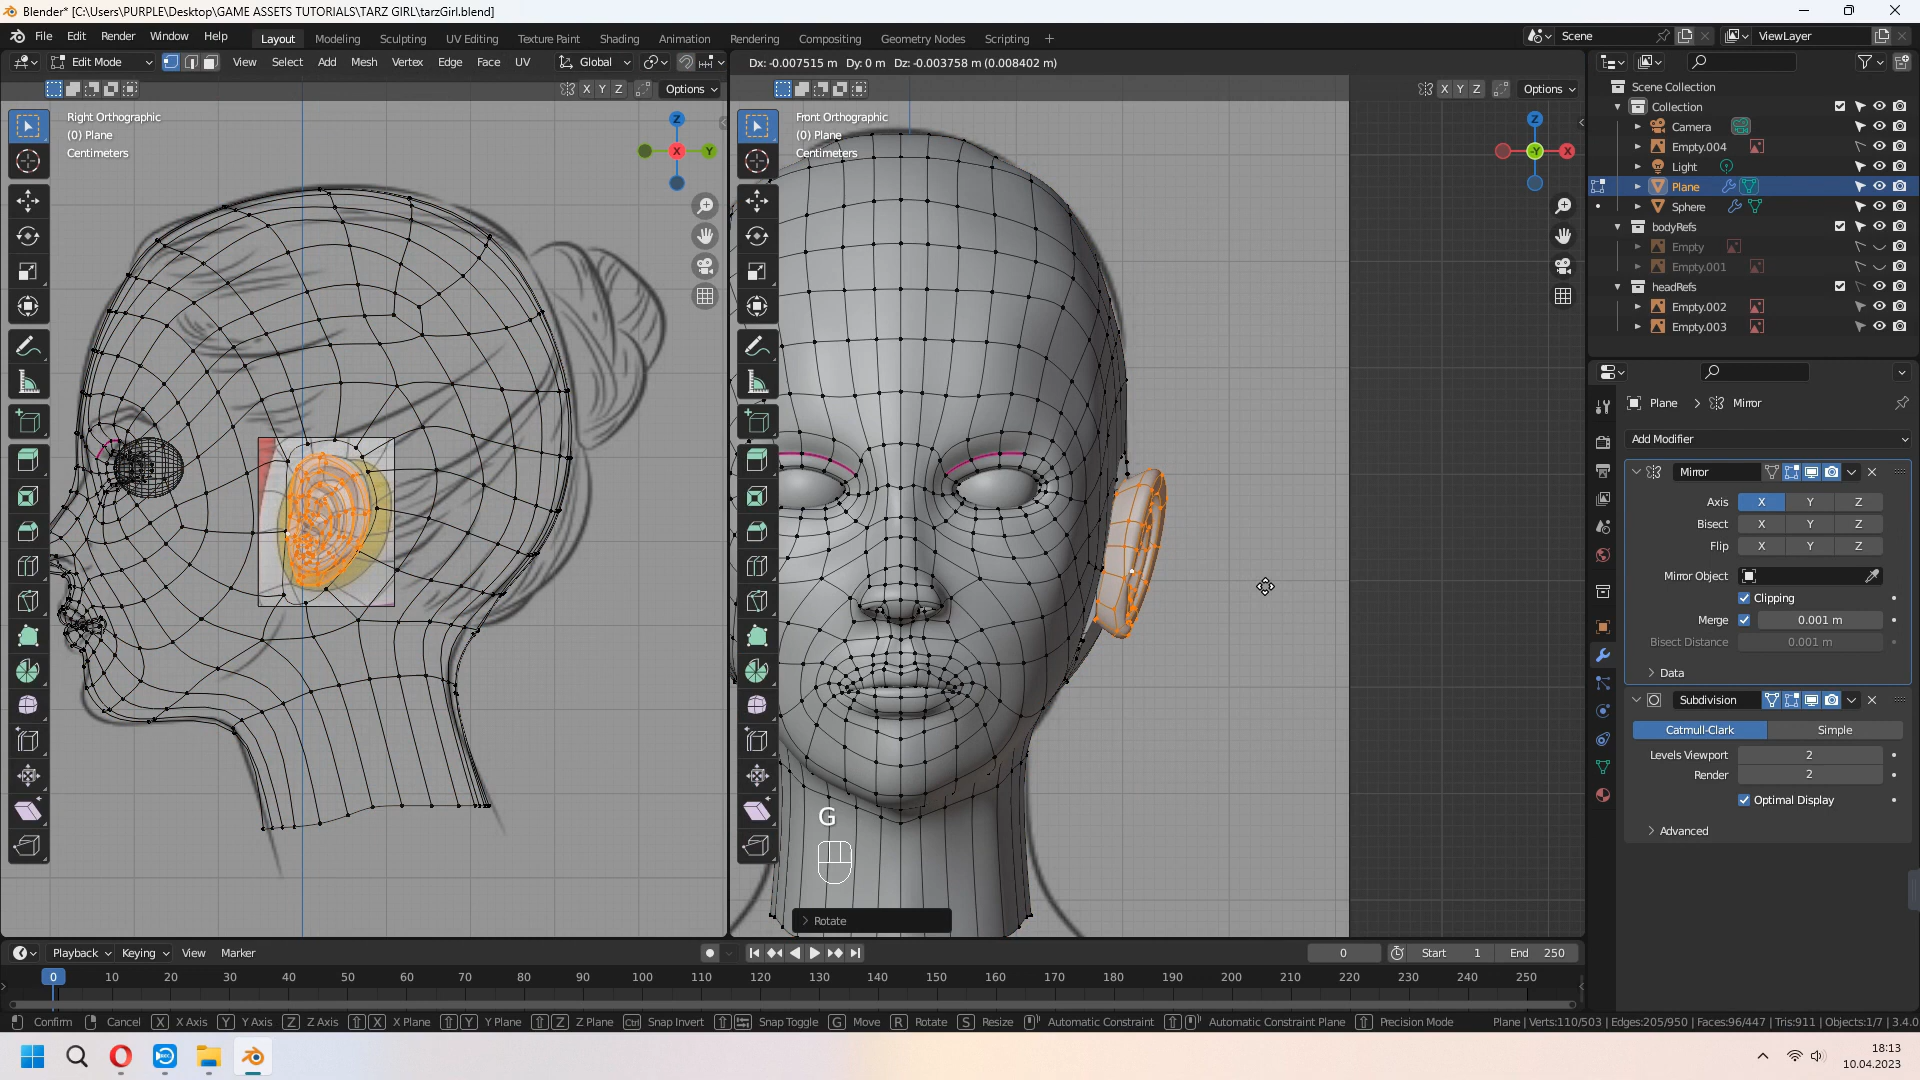 Blender* [C:\Users\PURPLE\Desktop\GAME ASSETS TUTORIALS\TARZ GIRL\tarzGirl.blend]
File Edit Render Window Help Layout Modeling Sculpting UV Editing Texture Paint Shading Animation Rendering Compositing Geometry Nodes Scripting Scene ViewLayer
Edit Mode View Select Add Mesh Vertex Edge Face UV Global Dx: -0.007515 m Dy: 0 m Dz: -0.003758 m (0.008402 m)
X Y Z Options X Y Z Options
Right Orthographic
(0) Plane
Centimeters
Z
X
Y
Front Orthographic
(0) Plane
Centimeters
Z
-Y
X
G
Rotate
Scene Collection
Collection
Camera
Empty.004
Light
Plane
Sphere
bodyRefs
Empty
Empty.001
headRefs
Empty.002
Empty.003
Plane Mirror
Add Modifier
Mirror
Axis X Y Z
Bisect X Y Z
Flip X Y Z
Mirror Object
Clipping
Merge 0.001 m
Bisect Distance 0.001 m
Data
Subdivision
Catmull-Clark Simple
Levels Viewport 2
Render 2
Optimal Display
Advanced
Playback Keying View Marker 0 Start 1 End 250
0 10 20 30 40 50 60 70 80 90 100 110 120 130 140 150 160 170 180 190 200 210 220 230 240 250
Confirm Cancel X X Axis Y Y Axis Z Z Axis X X Plane Y Y Plane Z Z Plane Ctrl Snap Invert Snap Toggle G Move R Rotate S Resize Automatic Constraint Automatic Constraint Plane Precision Mode Plane | Verts:110/503 | Edges:205/950 | Faces:96/447 | Tris:911 | Objects:1/7 | 3.4.0
18:13
10.04.2023